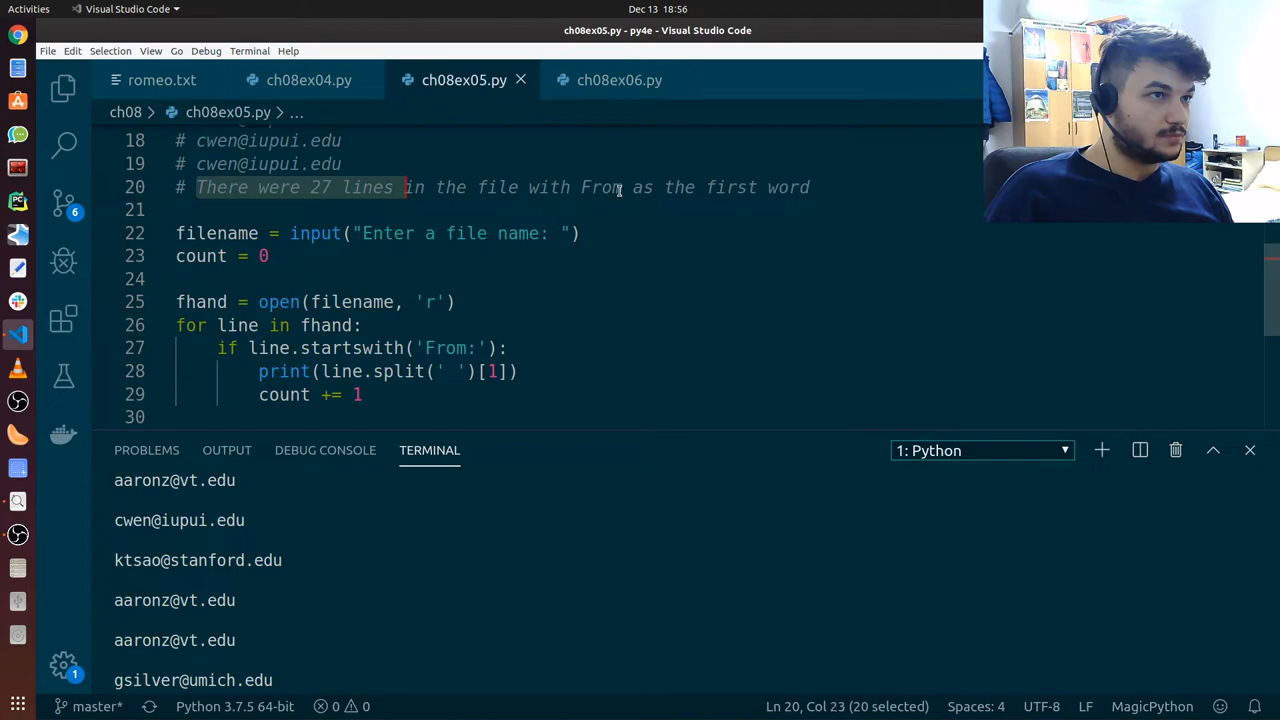 Activities
Visual Studio Code
Dec 13 18:56
ch08ex05.py - py4e - Visual Studio Code
File Edit Selection View Go Debug Terminal Help
romeo.txt
ch08ex04.py
ch08ex05.py
ch08ex06.py
ch08 > ch08ex05.py > ...
18 # cwen@iupui.edu
19 # cwen@iupui.edu
20 # There were 27 lines in the file with From as the first word
21
22 filename = input("Enter a file name: ")
23 count = 0
24
25 fhand = open(filename, 'r')
26 for line in fhand:
27 if line.startswith('From:'):
28 print(line.split(' ')[1])
29 count += 1
30
6
PROBLEMS OUTPUT DEBUG CONSOLE TERMINAL
1: Python
aaronz@vt.edu
cwen@iupui.edu
ktsao@stanford.edu
aaronz@vt.edu
aaronz@vt.edu
gsilver@umich.edu
1
master* Python 3.7.5 64-bit 0 0 Ln 20, Col 23 (20 selected) Spaces: 4 UTF-8 LF MagicPython